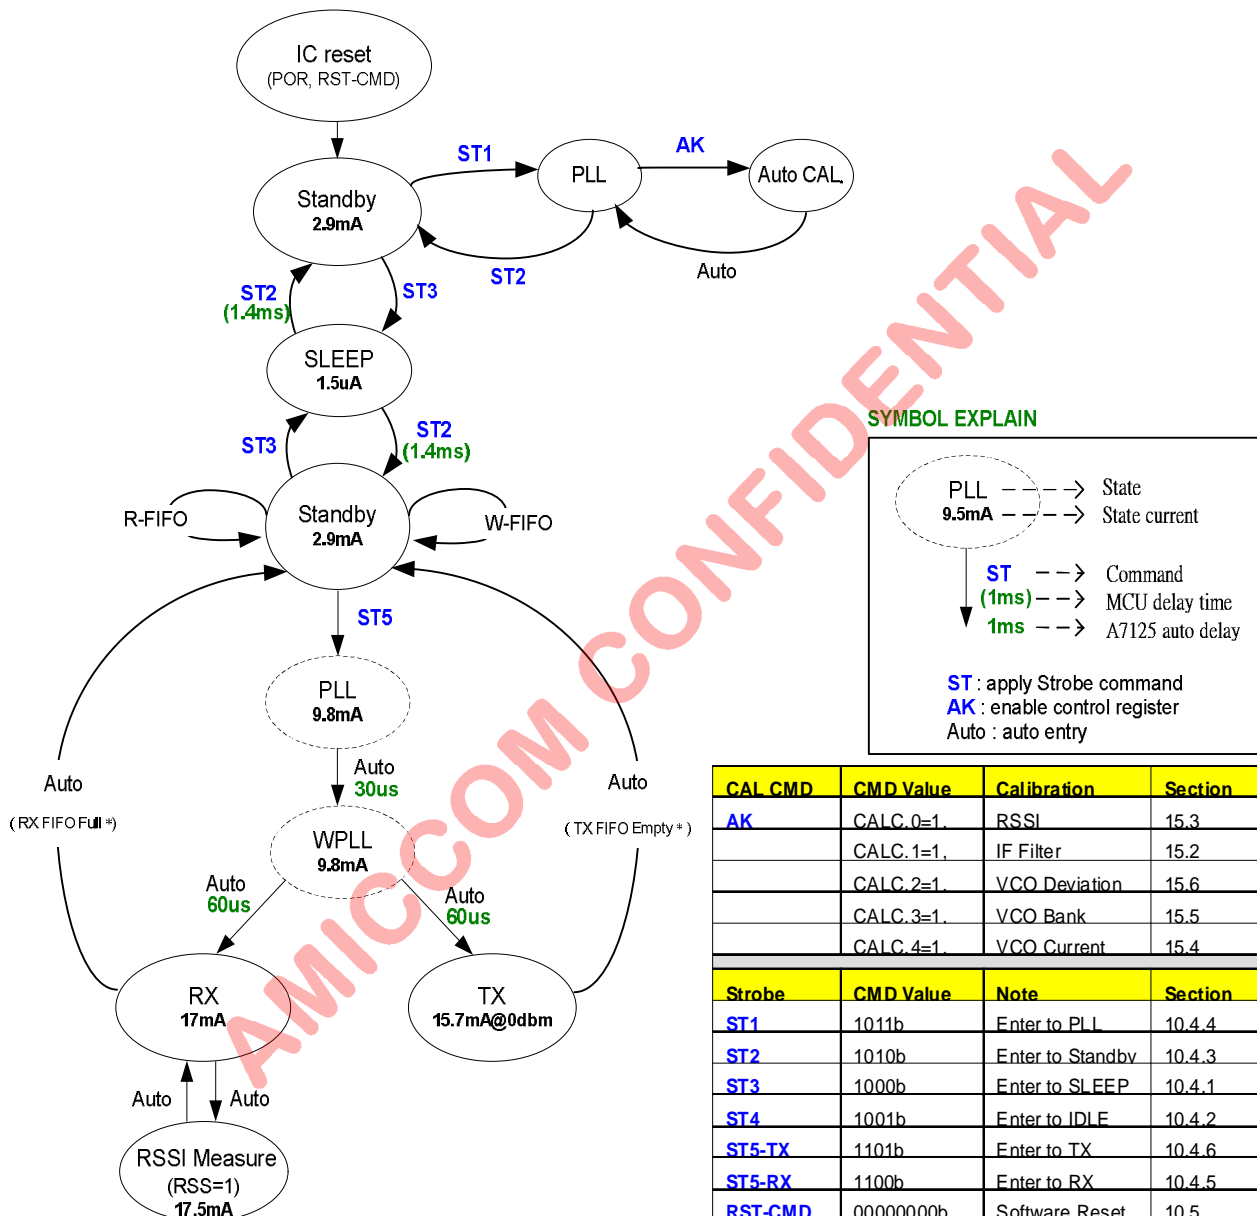 IC reset
(POR, RST-CMD)
ST1
AK
Standby
2.9mA
PLL
Auto CAL.
ST2
Auto
ST2
(1.4ms)
ST3
SLEEP
1.5uA
ST3
ST2
(1.4ms)
R-FIFO
Standby
2.9mA
W-FIFO
ST5
PLL
9.8mA
Auto
30us
Auto
(RX FIFO Full *)
Auto
(TX FIFO Empty *)
WPLL
9.8mA
Auto
60us
Auto
60us
RX
17mA
TX
15.7mA@0dbm
Auto
Auto
RSSI Measure
(RSS=1)
17.5mA
SYMBOL EXPLAIN
PLL
9.5mA
State
State current
ST
Command
(1ms)
MCU delay time
1ms
A7125 auto delay
ST : apply Strobe command
AK : enable control register
Auto : auto entry
CAL CMD CMD Value Calibration Section
AK CALC.0=1, RSSI 15.3
CALC.1=1, IF Filter 15.2
CALC.2=1, VCO Deviation 15.6
CALC.3=1, VCO Bank 15.5
CALC.4=1, VCO Current 15.4
Strobe CMD Value Note Section
ST1 1011b Enter to PLL 10.4.4
ST2 1010b Enter to Standby 10.4.3
ST3 1000b Enter to SLEEP 10.4.1
ST4 1001b Enter to IDLE 10.4.2
ST5-TX 1101b Enter to TX 10.4.6
ST5-RX 1100b Enter to RX 10.4.5
RST-CMD 00000000b Software Reset 10.5
AMICCOM CONFIDENTIAL